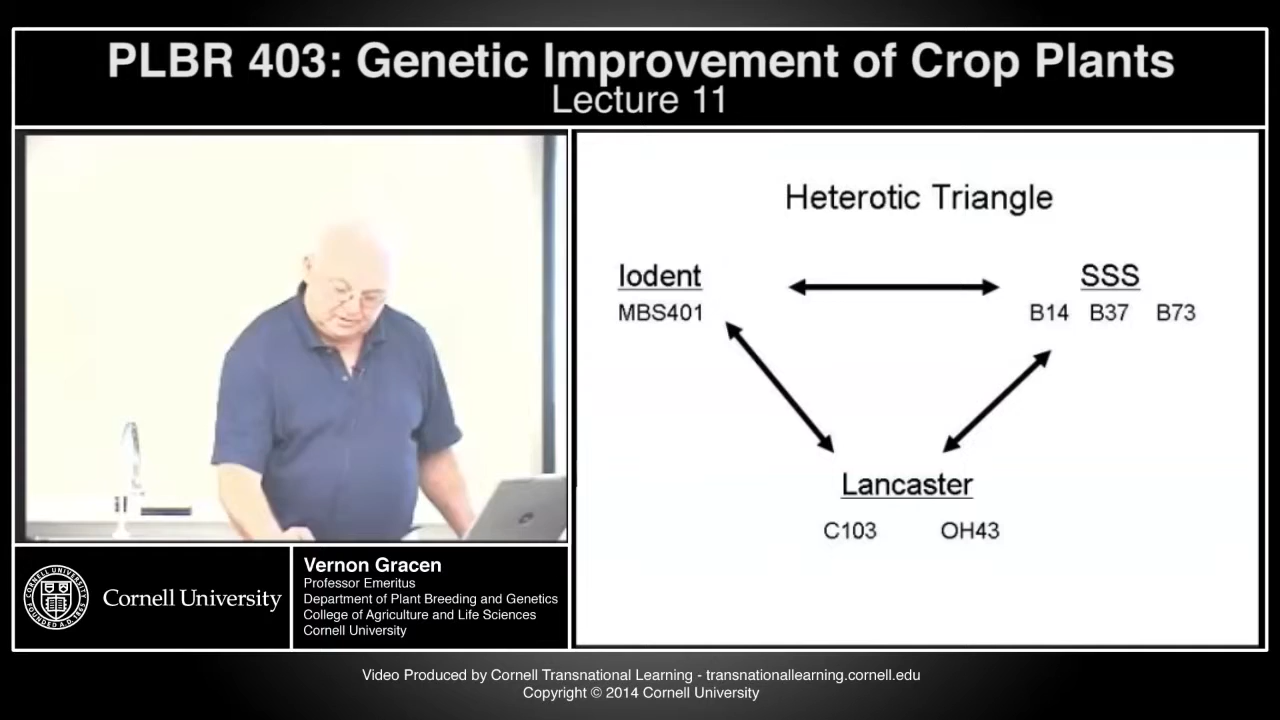 PLBR 403: Genetic Improvement of Crop Plants
Lecture 11
Heterotic Triangle
Iodent
SSS
MBS401
B14 B37 B73
Lancaster
C103 OH43
Cornell University
Vernon Gracen
Professor Emeritus
Department of Plant Breeding and Genetics
College of Agriculture and Life Sciences
Cornell University
Video Produced by Cornell Transnational Learning - transnationallearning.cornell.edu
Copyright © 2014 Cornell University